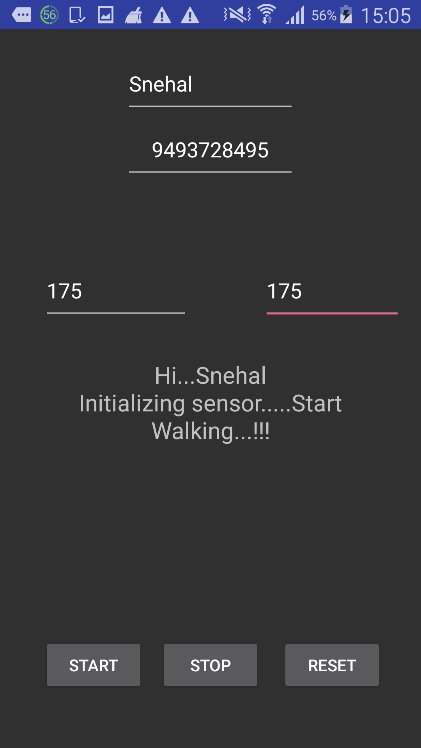 56 56% 15:05
Snehal
9493728495
175 175
Hi...Snehal
Initializing sensor.....Start
Walking...!!!
START STOP RESET